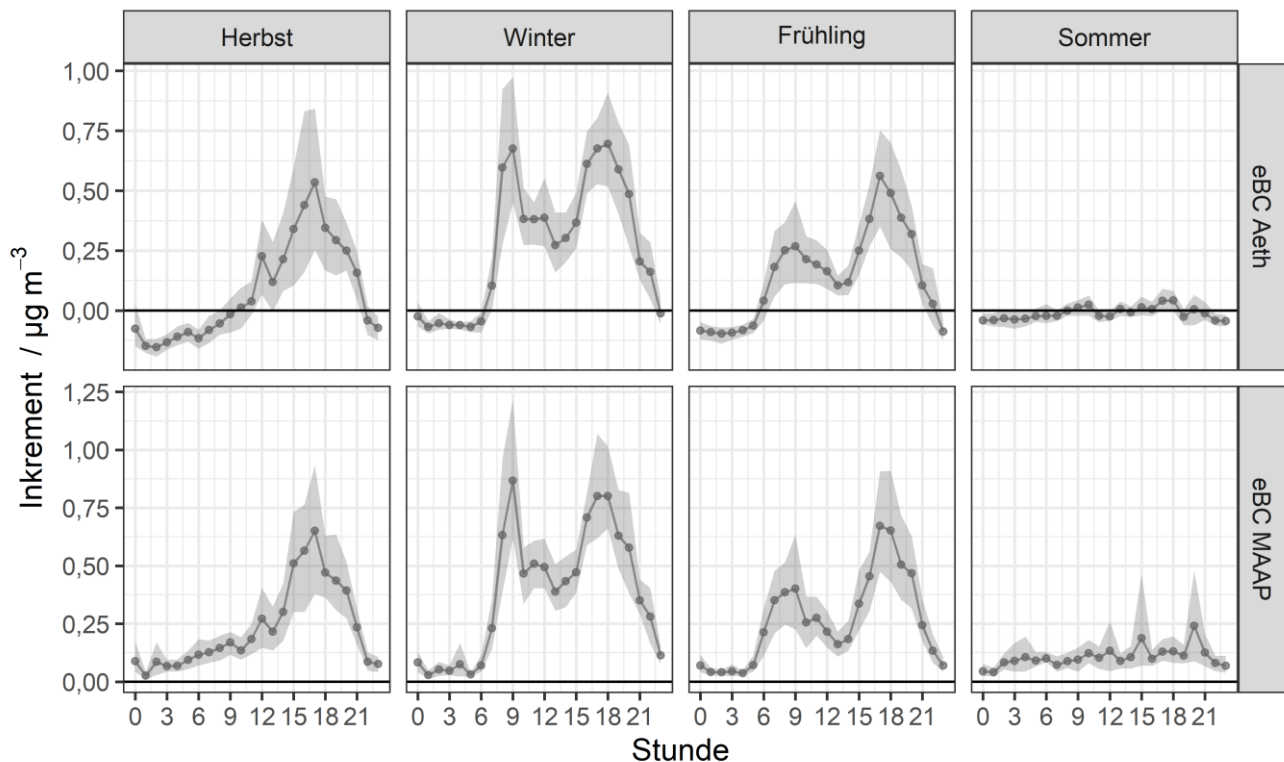 Herbst Winter Frühling Sommer
1,00
0,75
0,50
0,25
0,00
eBC Aeth
Inkrement / µg m⁻³
1,25
1,00
0,75
0,50
0,25
0,00
eBC MAAP
0 3 6 9 12 15 18 21 0 3 6 9 12 15 18 21 0 3 6 9 12 15 18 21 0 3 6 9 12 15 18 21
Stunde